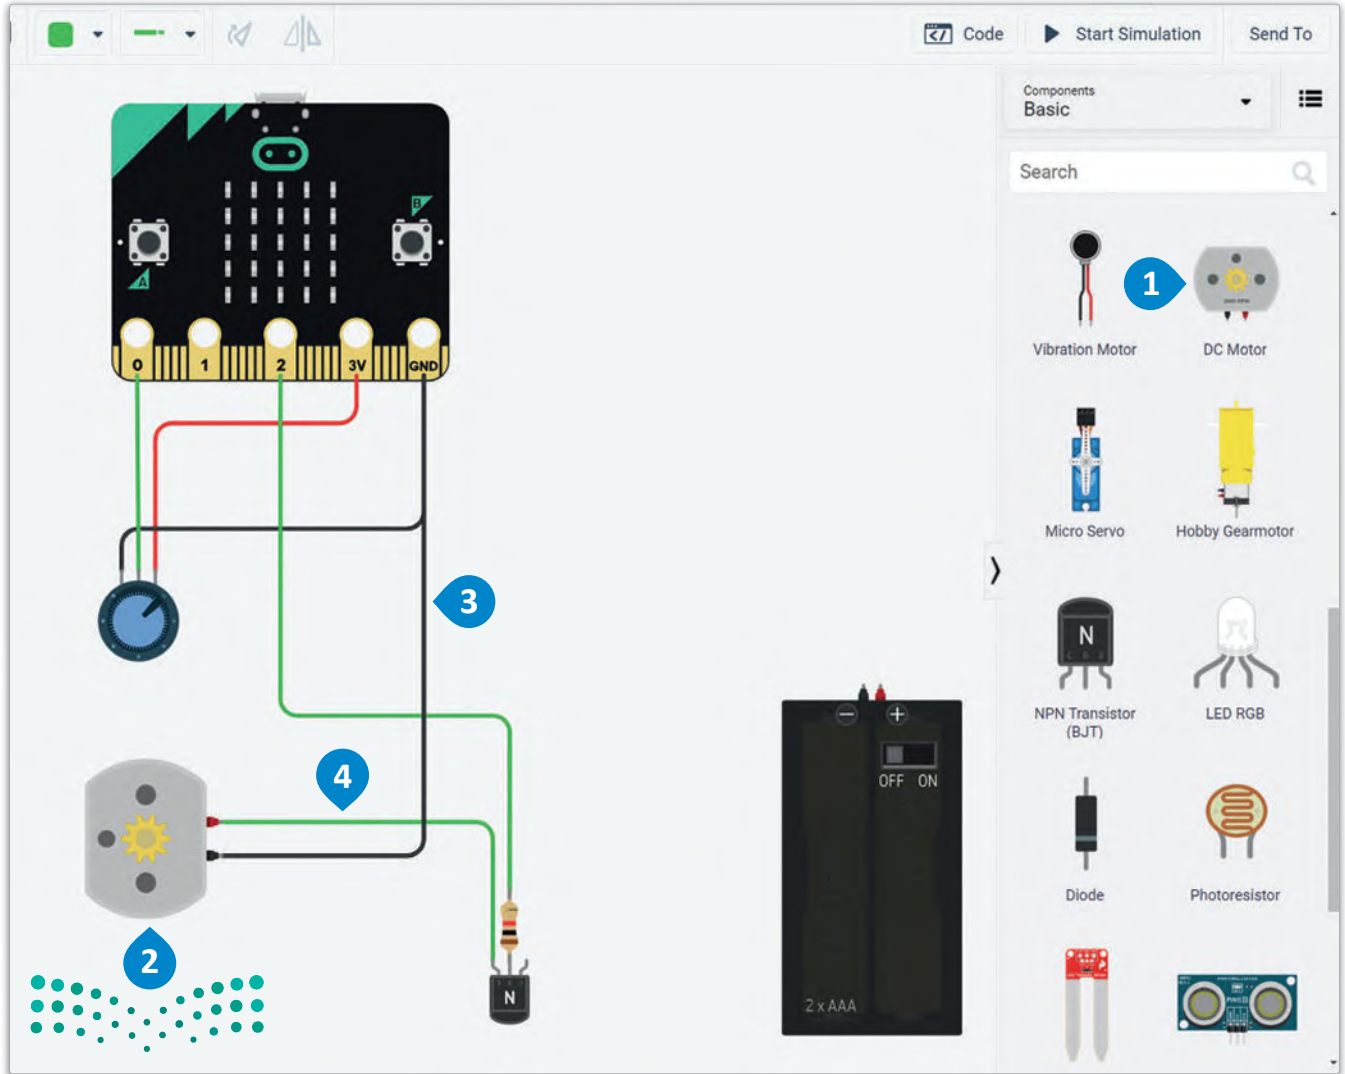 Code
Start Simulation
Send To
Components
Basic
Search
B
A
0
1
2
3V
GND
1
Vibration Motor
DC Motor
Micro Servo
Hobby Gearmotor
3
N
NPN Transistor
(BJT)
LED RGB
− +
OFF ON
4
Diode
Photoresistor
2
N
2 x AAA